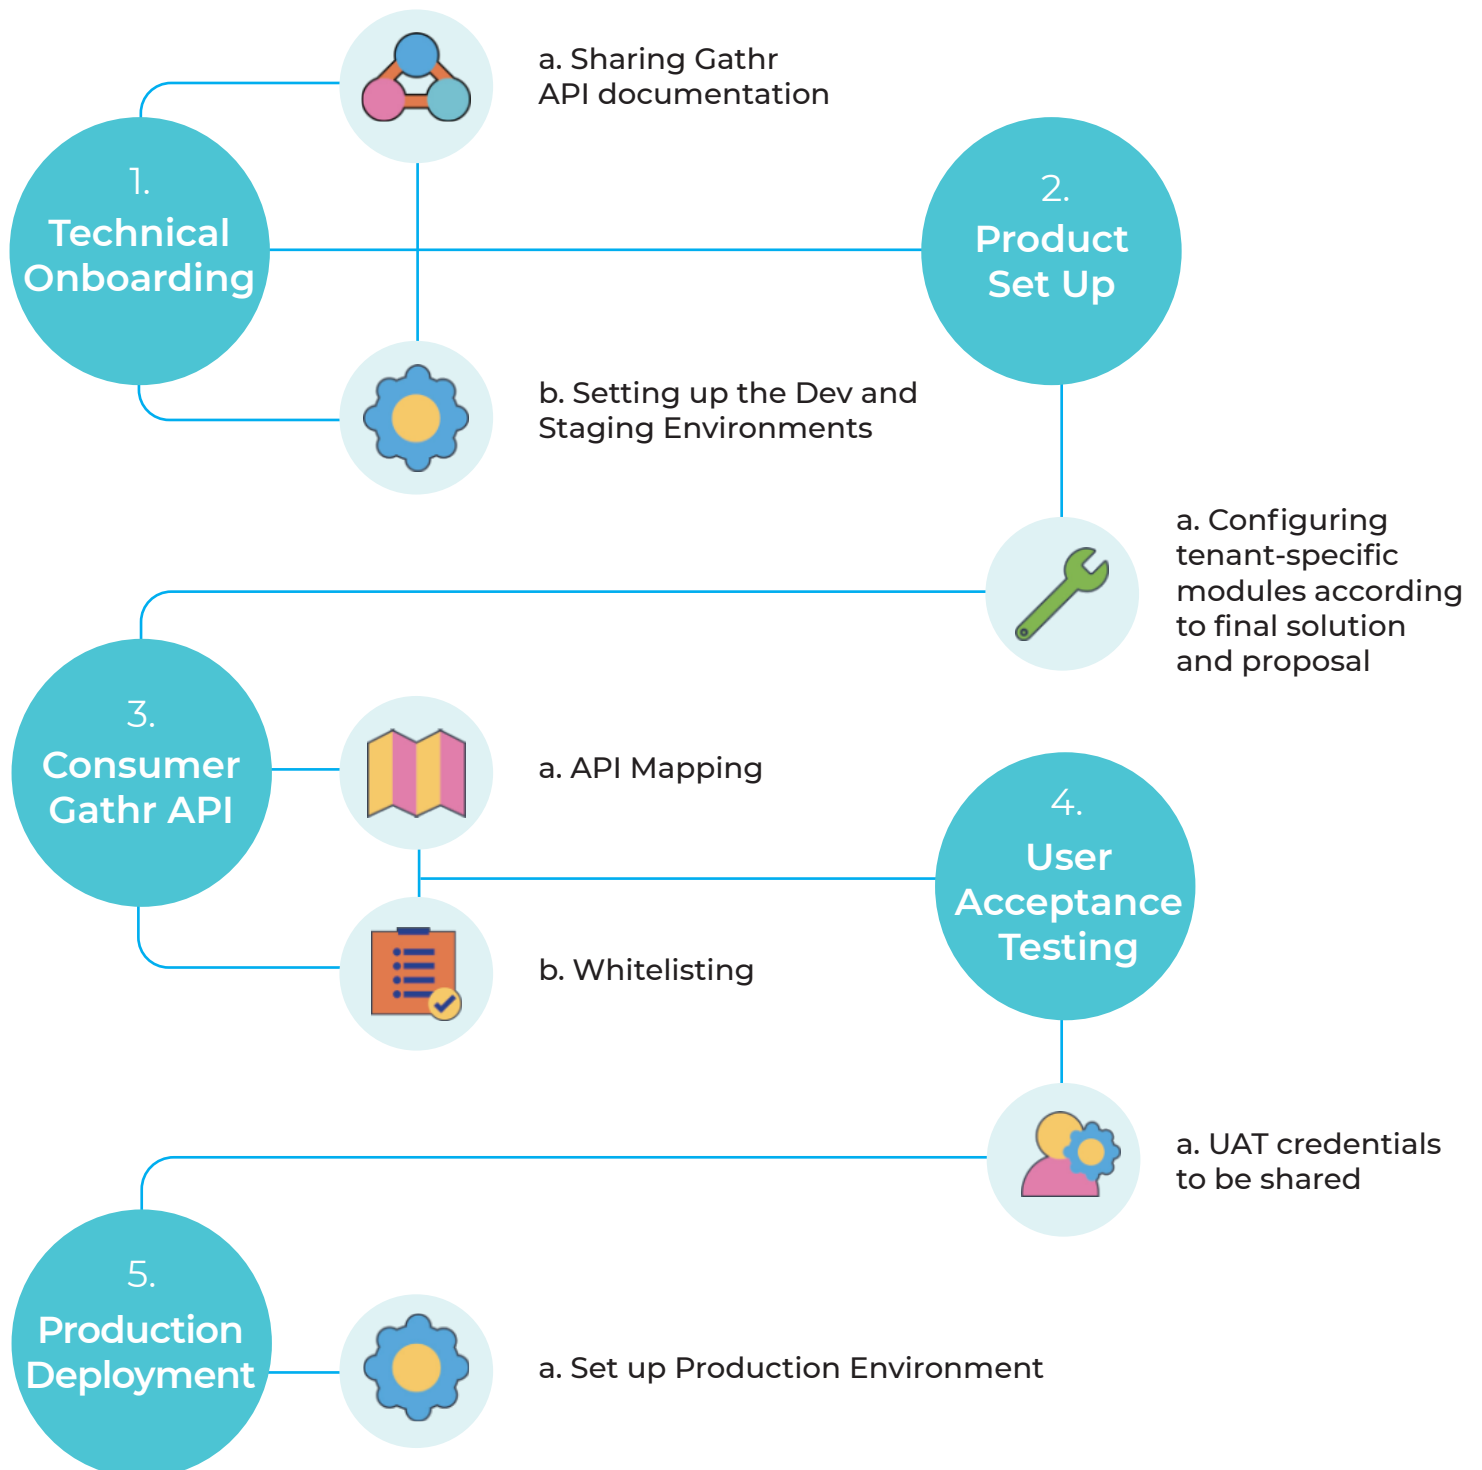 1.
Technical
Onboarding
a. Sharing Gathr
API documentation
b. Setting up the Dev and
Staging Environments
2.
Product
Set Up
a. Configuring
tenant-specific
modules according
to final solution
and proposal
3.
Consumer
Gathr API
a. API Mapping
b. Whitelisting
4.
User
Acceptance
Testing
a. UAT credentials
to be shared
5.
Production
Deployment
a. Set up Production Environment